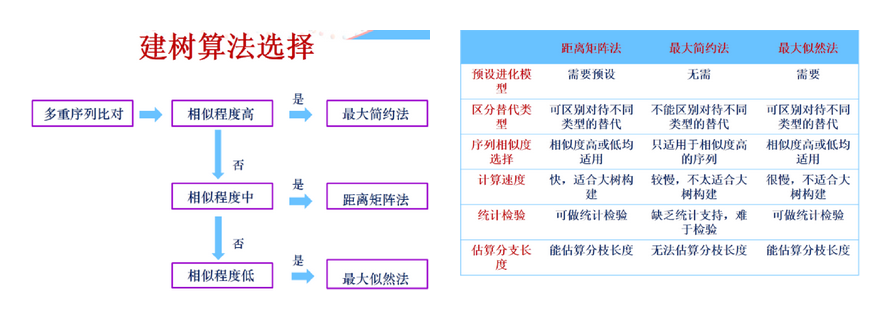 建树算法选择
多重序列比对
相似程度高
是
最大简约法
否
相似程度中
是
距离矩阵法
否
相似程度低
是
最大似然法
距离矩阵法 最大简约法 最大似然法
预设进化模 需要预设 无需 需要
型
区分替代类 可区别对待不同 不能区别对待不同 可区别对待不同
型 类型的替代 类型的替代 类型的替代
序列相似度 相似度高或低均 只适用于相似度高 相似度高或低均
选择 适用 的序列 适用
计算速度 快，适合大树构 较慢，不太适合大 很慢，不适合大
建 树构建 树构建
统计检验 可做统计检验 缺乏统计支持，难 可做统计检验
于检验
估算分支长 能估算分枝长度 无法估算分枝长度 能估算分枝长度
度